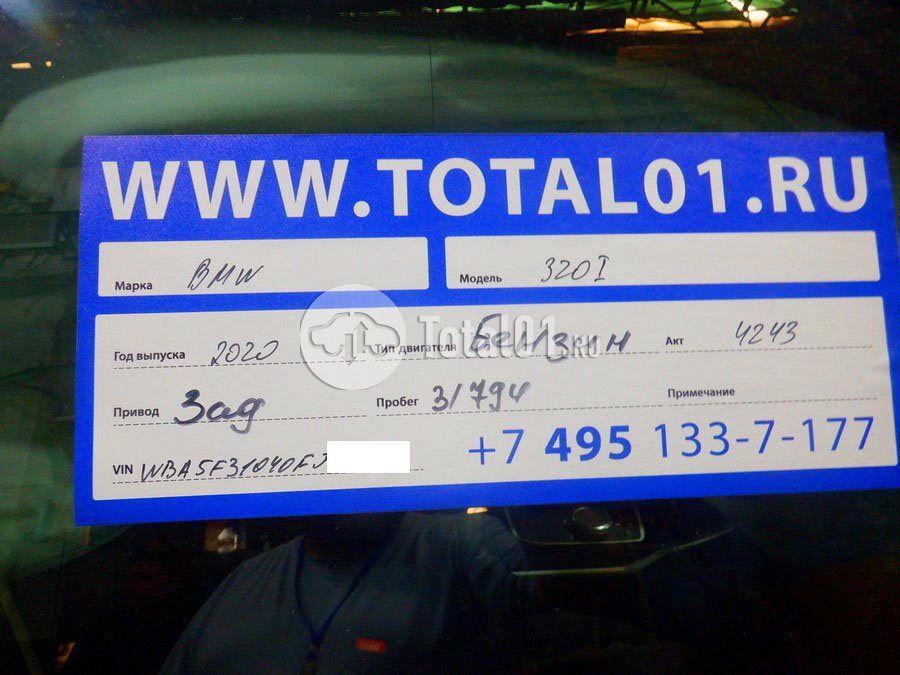 WWW.TOTAL01.RU
Марка BMW Модель 320I
Год выпуска 2020 Тип двигателя Бензин Акт 4243
Total01.RU
Привод Зад Пробег 31794 Примечание
+7 495 133-7-177
VIN